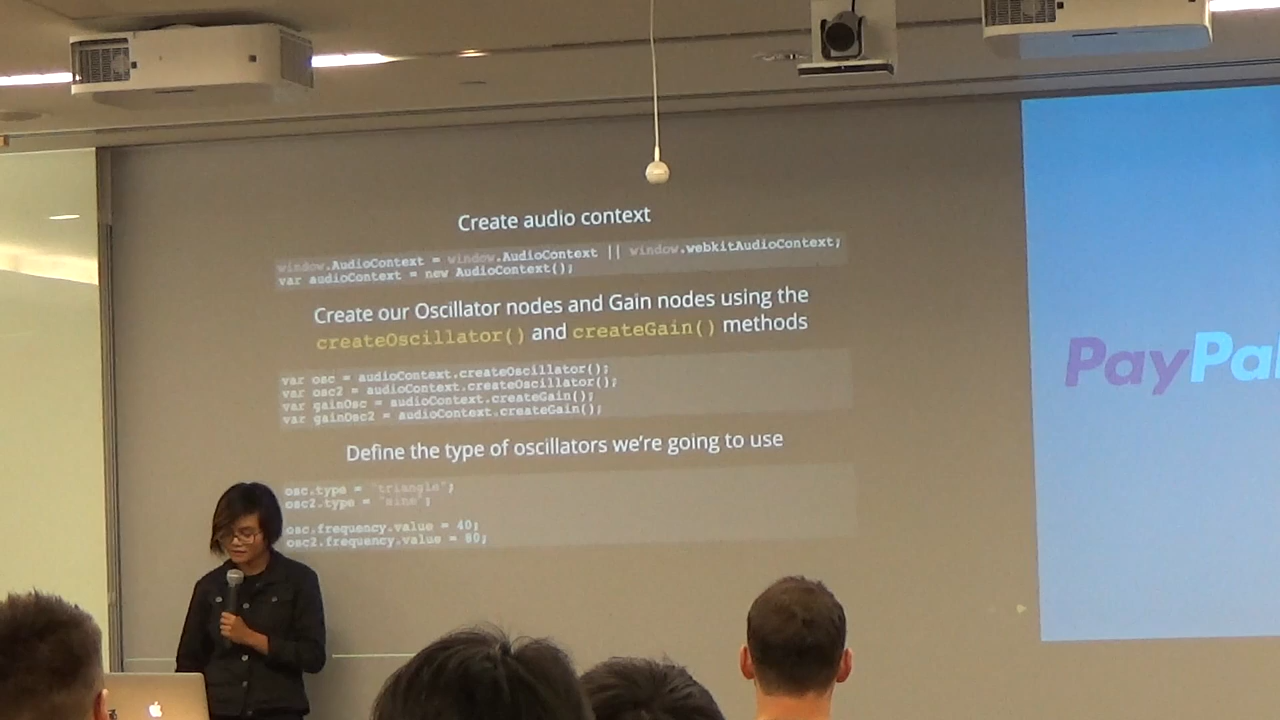 Create audio context
window.AudioContext = window.AudioContext || window.webkitAudioContext;
var audioContext = new AudioContext();
Create our Oscillator nodes and Gain nodes using the
createOscillator() and createGain() methods
var osc = audioContext.createOscillator();
var osc2 = audioContext.createOscillator();
var gainOsc = audioContext.createGain();
var gainOsc2 = audioContext.createGain();
Define the type of oscillators we're going to use
osc.type = "triangle";
osc2.type = "sine";
osc.frequency.value = 40;
osc2.frequency.value = 80;
PayPal